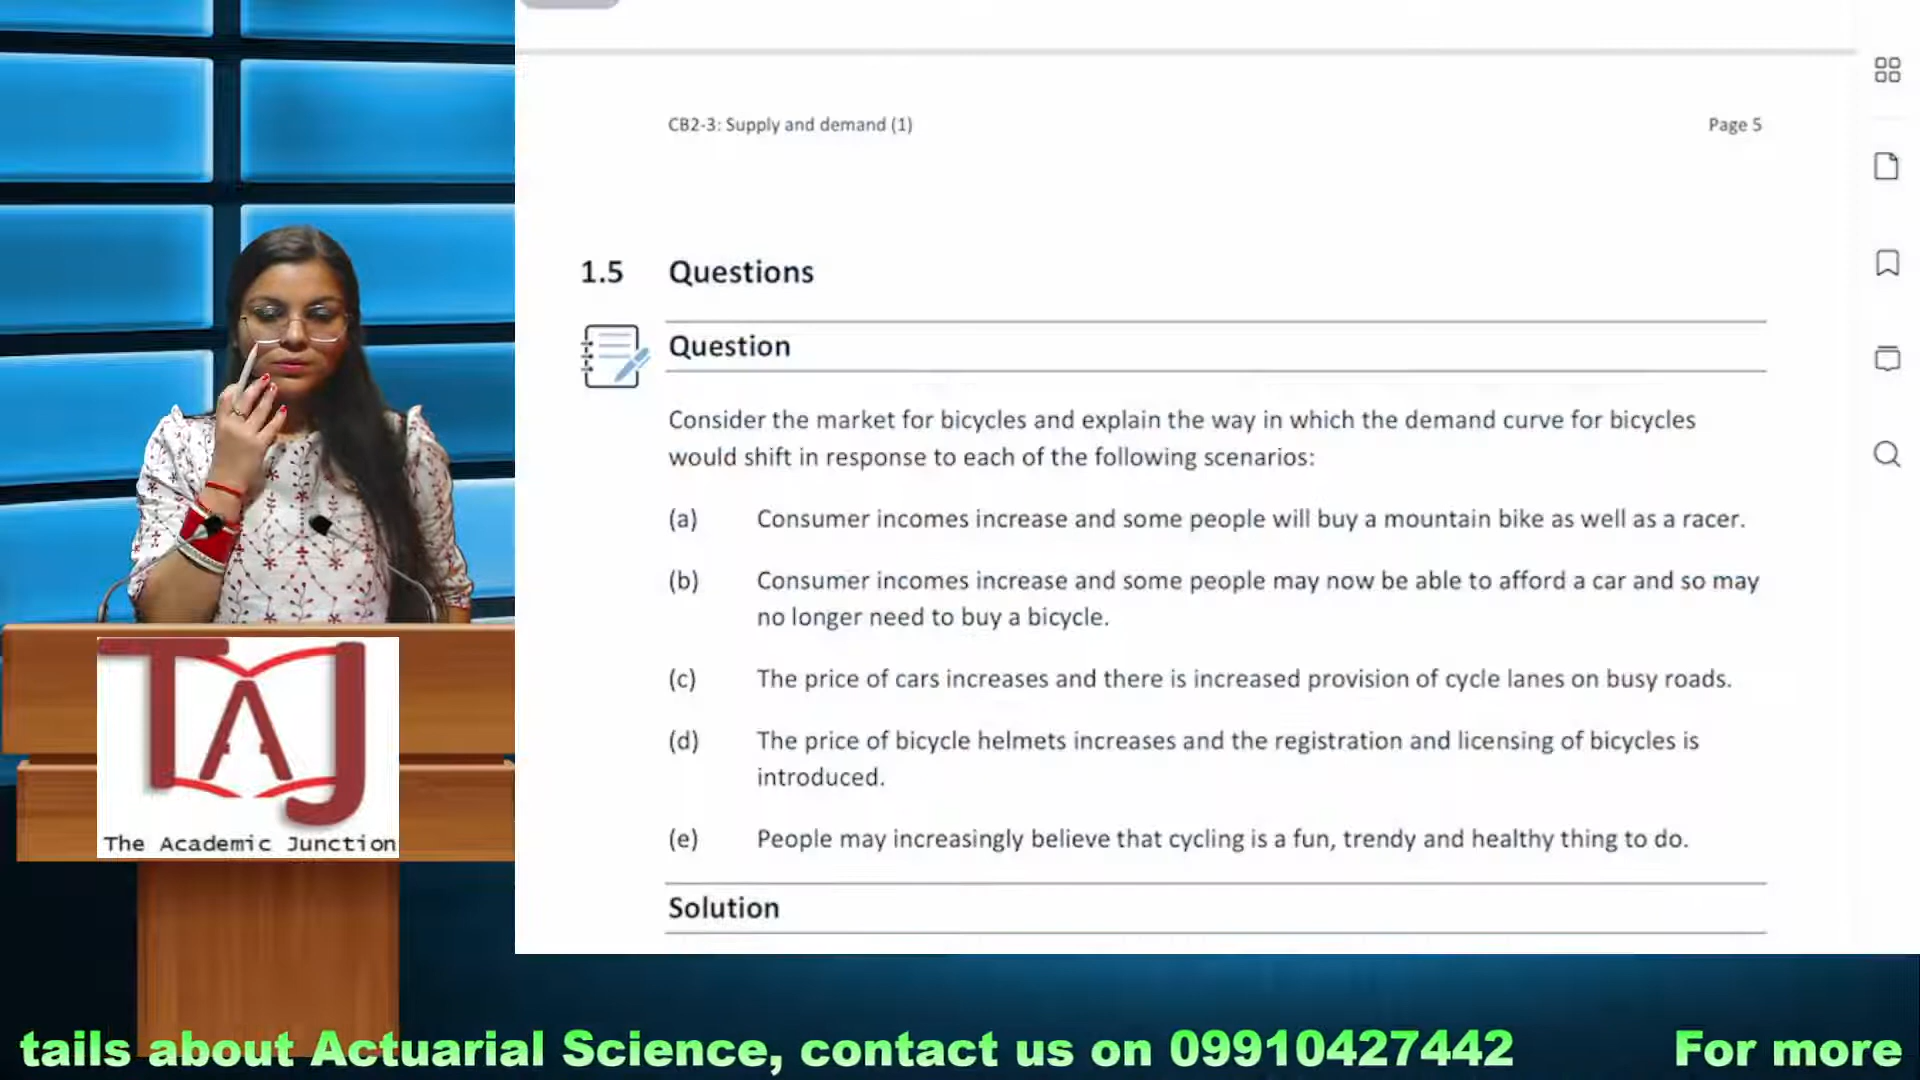 CB2-3: Supply and demand (1) Page 5
1.5 Questions
Question
Consider the market for bicycles and explain the way in which the demand curve for bicycles
would shift in response to each of the following scenarios:
(a) Consumer incomes increase and some people will buy a mountain bike as well as a racer.
(b) Consumer incomes increase and some people may now be able to afford a car and so may
no longer need to buy a bicycle.
(c) The price of cars increases and there is increased provision of cycle lanes on busy roads.
(d) The price of bicycle helmets increases and the registration and licensing of bicycles is
introduced.
(e) People may increasingly believe that cycling is a fun, trendy and healthy thing to do.
Solution
TAJ
The Academic Junction
tails about Actuarial Science, contact us on 09910427442 For more